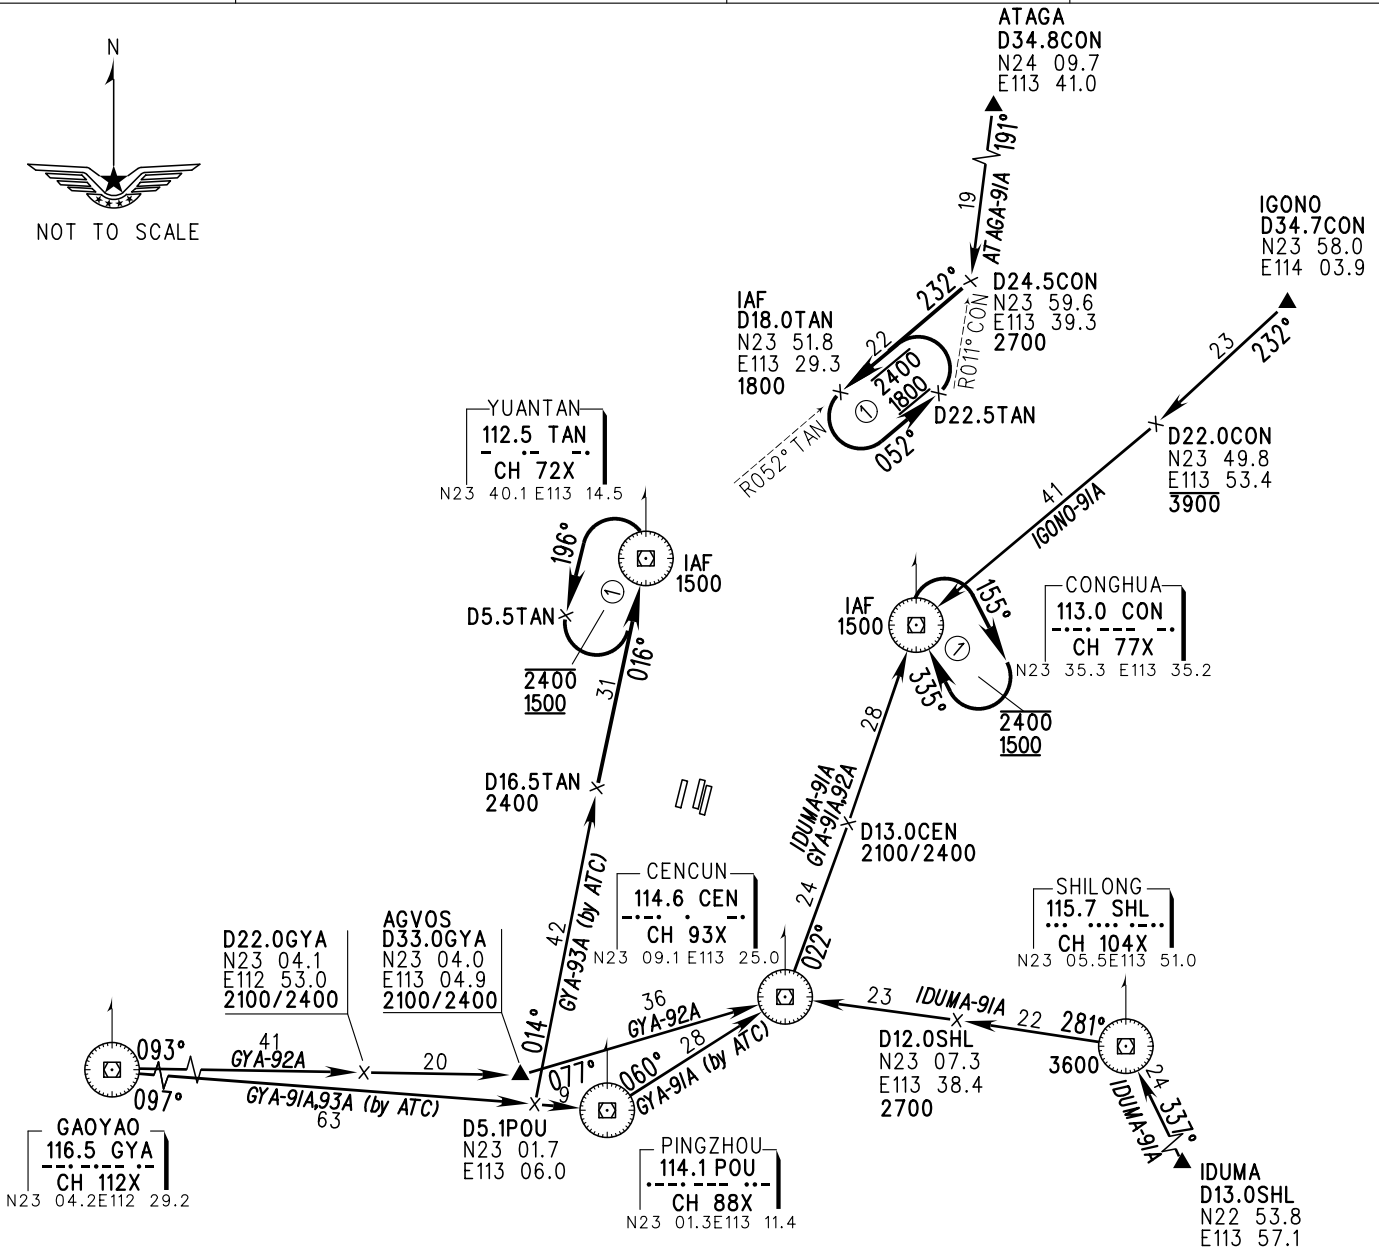 N
NOT TO SCALE
ATAGA
D34.8CON
N24 09.7
E113 41.0
191°
19
ATAGA-91A
IGONO
D34.7CON
N23 58.0
E114 03.9
232°
23
D24.5CON
N23 59.6
E113 39.3
2700
232°
22
R011° CON
IAF
D18.0TAN
N23 51.8
E113 29.3
1800
2400
1800
1
052°
D22.5TAN
R052° TAN
D22.0CON
N23 49.8
E113 53.4
3900
41
IGONO-91A
YUANTAN
112.5 TAN
CH 72X
N23 40.1 E113 14.5
196°
1
IAF
1500
D5.5TAN
2400
1500
016°
31
D16.5TAN
2400
IAF
1500
155°
1
335°
2400
1500
CONGHUA
113.0 CON
CH 77X
N23 35.3 E113 35.2
28
IDUMA-91A
GYA-91A,92A
D13.0CEN
2100/2400
24
022°
CENCUN
114.6 CEN
CH 93X
N23 09.1 E113 25.0
SHILONG
115.7 SHL
CH 104X
N23 05.5E113 51.0
42
GYA-93A (by ATC)
014°
D22.0GYA
N23 04.1
E112 53.0
2100/2400
AGVOS
D33.0GYA
N23 04.0
E113 04.9
2100/2400
093°
41
GYA-92A
20
097°
GYA-91A,93A (by ATC)
63
36
GYA-92A
077°
9
060°
28
GYA-91A (by ATC)
23
IDUMA-91A
22
281°
3600
D12.0SHL
N23 07.3
E113 38.4
2700
24
337°
IDUMA-91A
GAOYAO
116.5 GYA
CH 112X
N23 04.2E112 29.2
D5.1POU
N23 01.7
E113 06.0
PINGZHOU
114.1 POU
CH 88X
N23 01.3E113 11.4
IDUMA
D13.0SHL
N22 53.8
E113 57.1